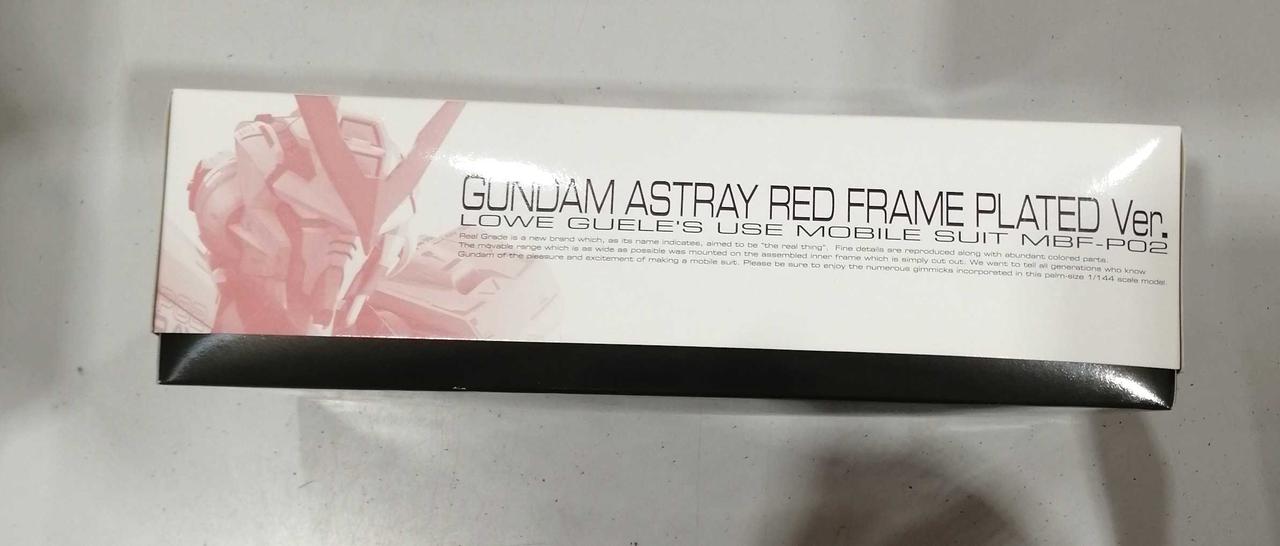 GUNDAM ASTRAY RED FRAME PLATED Ver.
LOWE GUELE'S USE MOBILE SUIT MBF-P02
Real Grade is a new brand which, as its name indicates, aimed to be "the real thing". Fine details are reproduced along with abundant colored parts.
The movable range which is as wide as possible was mounted on the assembled inner frame which is simply cut out. We want to tell all generations who know
Gundam of the pleasure and excitement of making a mobile suit. Please be sure to enjoy the numerous gimmicks incorporated in this palm-size 1/144 scale model.